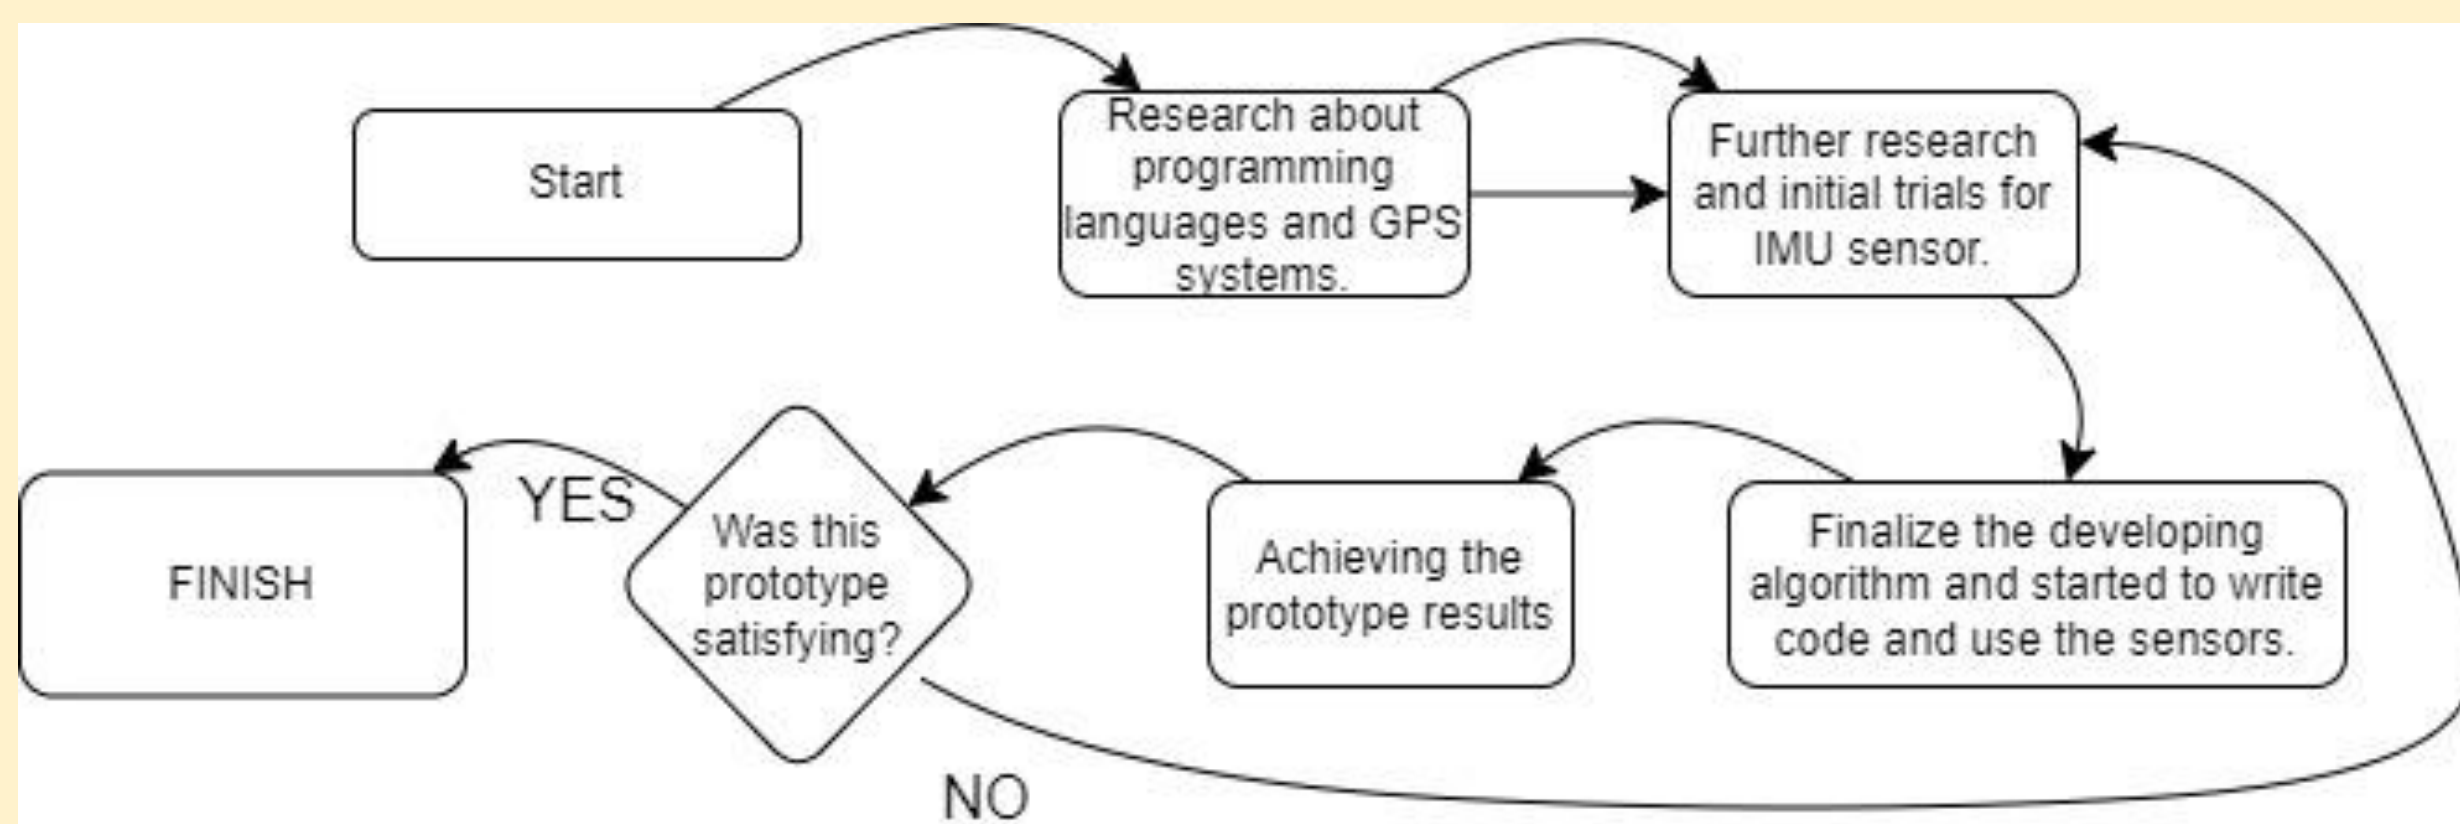 Start
Research about
programming
languages and GPS
systems.
Further research
and initial trials for
IMU sensor.
Finalize the developing
algorithm and started to write
code and use the sensors.
Achieving the
prototype results
Was this
prototype
satisfying?
YES
FINISH
NO